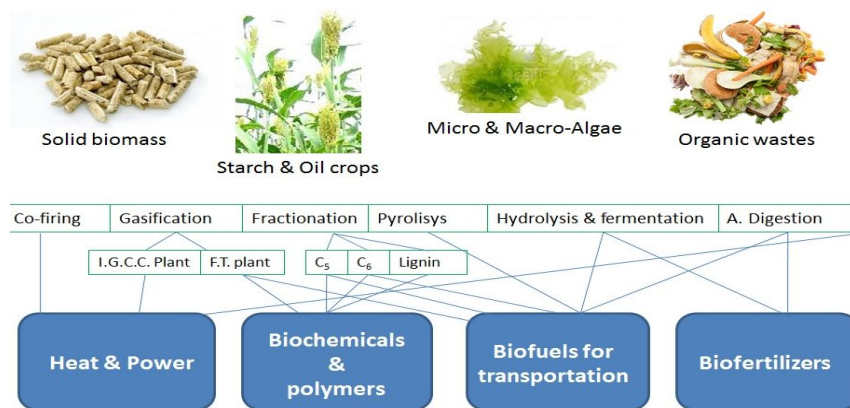 Solid biomass
Starch & Oil crops
Micro & Macro-Algae
Organic wastes
Co-firing
Gasification
Fractionation
Pyrolisys
Hydrolysis & fermentation
A. Digestion
I.G.C.C. Plant
F.T. plant
C5
C6
Lignin
Heat & Power
Biochemicals
&
polymers
Biofuels for
transportation
Biofertilizers